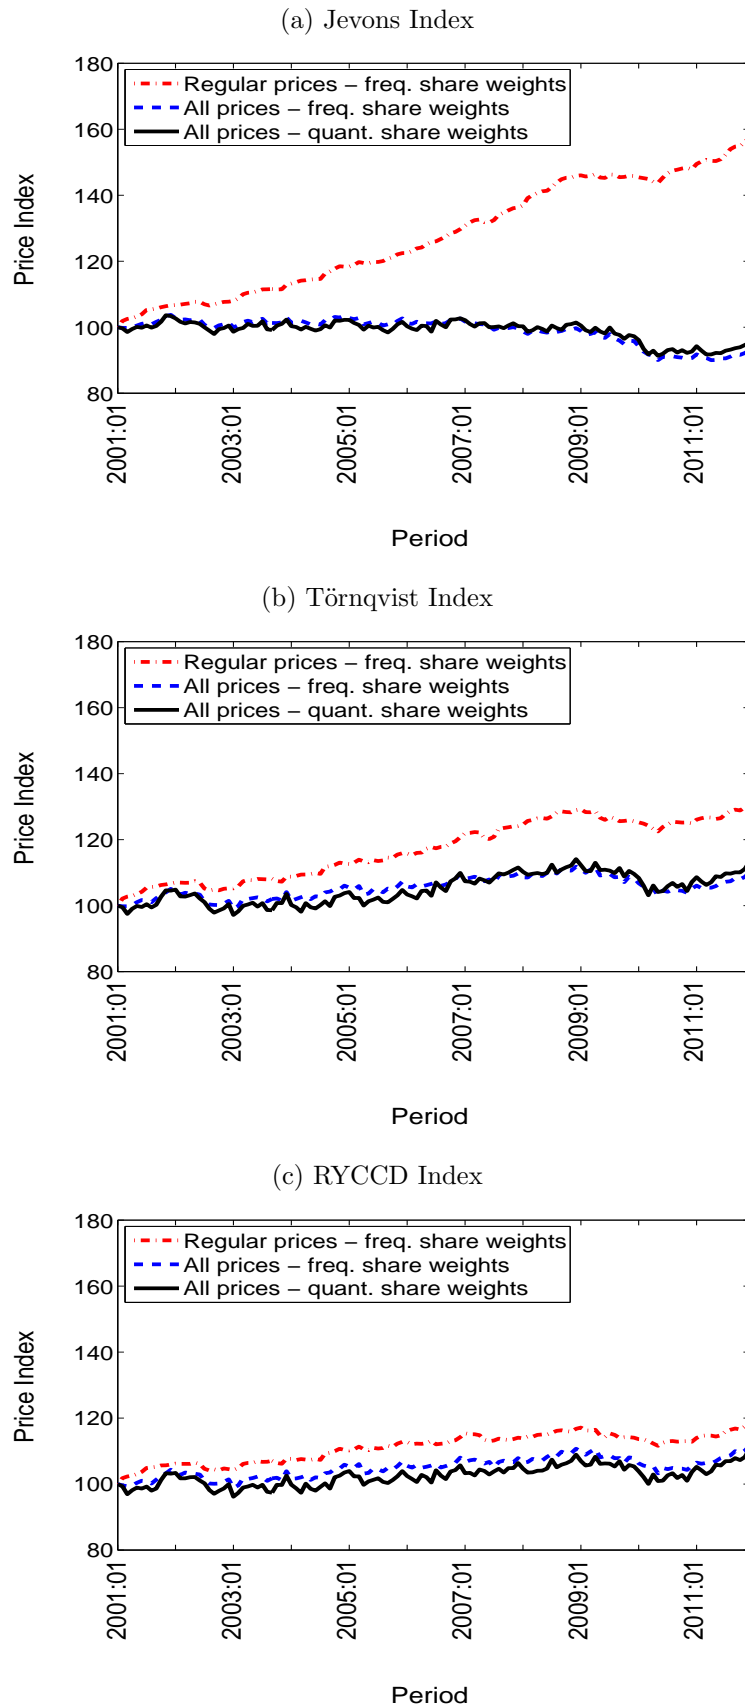 (a) Jevons Index
180
160
140
120
100
80
Price Index
Regular prices − freq. share weights
All prices − freq. share weights
All prices − quant. share weights
2001:01
2003:01
2005:01
2007:01
2009:01
2011:01
Period
(b) Törnqvist Index
180
160
140
120
100
80
Price Index
Regular prices − freq. share weights
All prices − freq. share weights
All prices − quant. share weights
2001:01
2003:01
2005:01
2007:01
2009:01
2011:01
Period
(c) RYCCD Index
180
160
140
120
100
80
Price Index
Regular prices − freq. share weights
All prices − freq. share weights
All prices − quant. share weights
2001:01
2003:01
2005:01
2007:01
2009:01
2011:01
Period